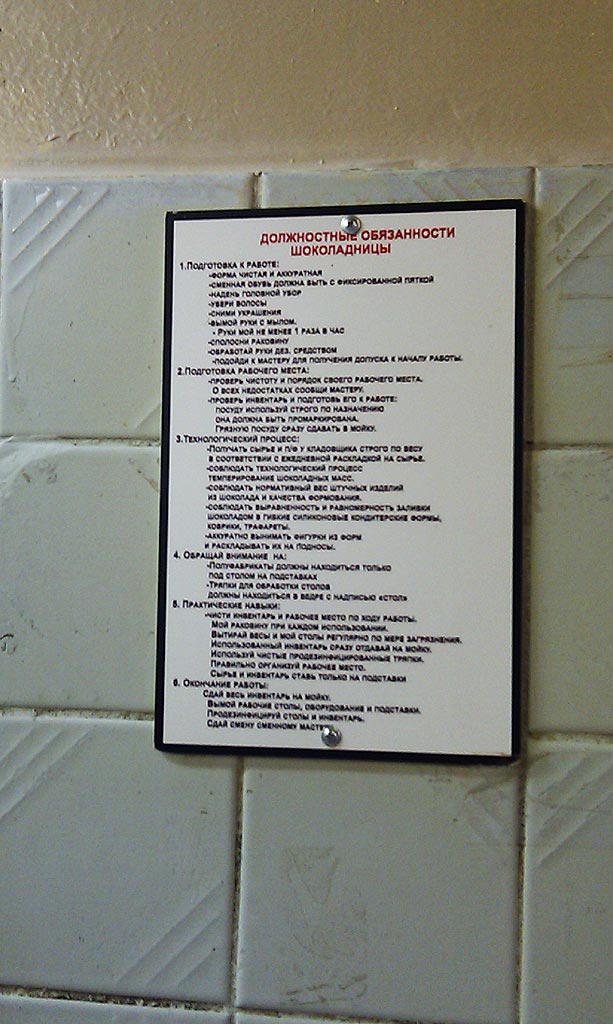 ДОЛЖНОСТНЫЕ ОБЯЗАННОСТИ
ШОКОЛАДНИЦЫ
1.ПОДГОТОВКА К РАБОТЕ:
-ФОРМА ЧИСТАЯ И АККУРАТНАЯ
-СМЕННАЯ ОБУВЬ ДОЛЖНА БЫТЬ С ФИКСИРОВАННОЙ ПЯТКОЙ
-НАДЕНЬ ГОЛОВНОЙ УБОР
-УБЕРИ ВОЛОСЫ
-СНИМИ УКРАШЕНИЯ
-ВЫМОЙ РУКИ С МЫЛОМ.
- РУКИ МОЙ НЕ МЕНЕЕ 1 РАЗА В ЧАС
-СПОЛОСНИ РАКОВИНУ
-ОБРАБОТАЙ РУКИ ДЕЗ. СРЕДСТВОМ
-ПОДОЙДИ К МАСТЕРУ ДЛЯ ПОЛУЧЕНИЯ ДОПУСКА К НАЧАЛУ РАБОТЫ.
2.ПОДГОТОВКА РАБОЧЕГО МЕСТА:
-ПРОВЕРЬ ЧИСТОТУ И ПОРЯДОК СВОЕГО РАБОЧЕГО МЕСТА.
О ВСЕХ НЕДОСТАТКАХ СООБЩИ МАСТЕРУ.
-ПРОВЕРЬ ИНВЕНТАРЬ И ПОДГОТОВЬ ЕГО К РАБОТЕ:
ПОСУДУ ИСПОЛЬЗУЙ СТРОГО ПО НАЗНАЧЕНИЮ
ОНА ДОЛЖНА БЫТЬ ПРОМАРКИРОВАНА.
ГРЯЗНУЮ ПОСУДУ СРАЗУ СДАВАТЬ В МОЙКУ.
3.ТЕХНОЛОГИЧЕСКИЙ ПРОЦЕСС:
-ПОЛУЧАТЬ СЫРЬЕ И П/Ф У КЛАДОВЩИКА СТРОГО ПО ВЕСУ
В СООТВЕТСТВИИ С ЕЖЕДНЕВНОЙ РАСКЛАДКОЙ НА СЫРЬЕ.
-СОБЛЮДАТЬ ТЕХНОЛОГИЧЕСКИЙ ПРОЦЕСС
ТЕМПЕРИРОВАНИЕ ШОКОЛАДНЫХ МАСС.
-СОБЛЮДАТЬ НОРМАТИВНЫЙ ВЕС ШТУЧНЫХ ИЗДЕЛИЙ
ИЗ ШОКОЛАДА И КАЧЕСТВА ФОРМОВАНИЯ.
-СОБЛЮДАТЬ ВЫРАВНЕННОСТЬ И РАВНОМЕРНОСТЬ ЗАЛИВКИ
ШОКОЛАДОМ В ГИБКИЕ СИЛИКОНОВЫЕ КОНДИТЕРСКИЕ ФОРМЫ,
КОВРИКИ, ТРАФАРЕТЫ.
-АККУРАТНО ВЫНИМАТЬ ФИГУРКИ ИЗ ФОРМ
И РАСКЛАДЫВАТЬ ИХ НА ПОДНОСЫ.
4. ОБРАЩАЙ ВНИМАНИЕ НА:
-ПОЛУФАБРИКАТЫ ДОЛЖНЫ НАХОДИТЬСЯ ТОЛЬКО
ПОД СТОЛОМ НА ПОДСТАВКАХ
-ТРЯПКИ ДЛЯ ОБРАБОТКИ СТОЛОВ
ДОЛЖНЫ НАХОДИТЬСЯ В ВЕДРЕ С НАДПИСЬЮ «СТОЛ»
5. ПРАКТИЧЕСКИЕ НАВЫКИ:
-ЧИСТИ ИНВЕНТАРЬ И РАБОЧЕЕ МЕСТО ПО ХОДУ РАБОТЫ.
МОЙ РАКОВИНУ ПРИ КАЖДОМ ИСПОЛЬЗОВАНИИ.
ВЫТИРАЙ ВЕСЫ И МОЙ СТОЛЫ РЕГУЛЯРНО ПО МЕРЕ ЗАГРЯЗНЕНИЯ.
ИСПОЛЬЗОВАННЫЙ ИНВЕНТАРЬ СРАЗУ ОТДАВАЙ НА МОЙКУ.
ИСПОЛЬЗУЙ ЧИСТЫЕ ПРОДЕЗИНФИЦИРОВАННЫЕ ТРЯПКИ.
ПРАВИЛЬНО ОРГАНИЗУЙ РАБОЧЕЕ МЕСТО.
СЫРЬЕ И ИНВЕНТАРЬ СТАВЬ ТОЛЬКО НА ПОДСТАВКИ
6. ОКОНЧАНИЕ РАБОТЫ:
СДАЙ ВЕСЬ ИНВЕНТАРЬ НА МОЙКУ.
ВЫМОЙ РАБОЧИЕ СТОЛЫ, ОБОРУДОВАНИЕ И ПОДСТАВКИ.
ПРОДЕЗИНФИЦИРУЙ СТОЛЫ И ИНВЕНТАРЬ.
СДАЙ СМЕНУ СМЕННОМУ